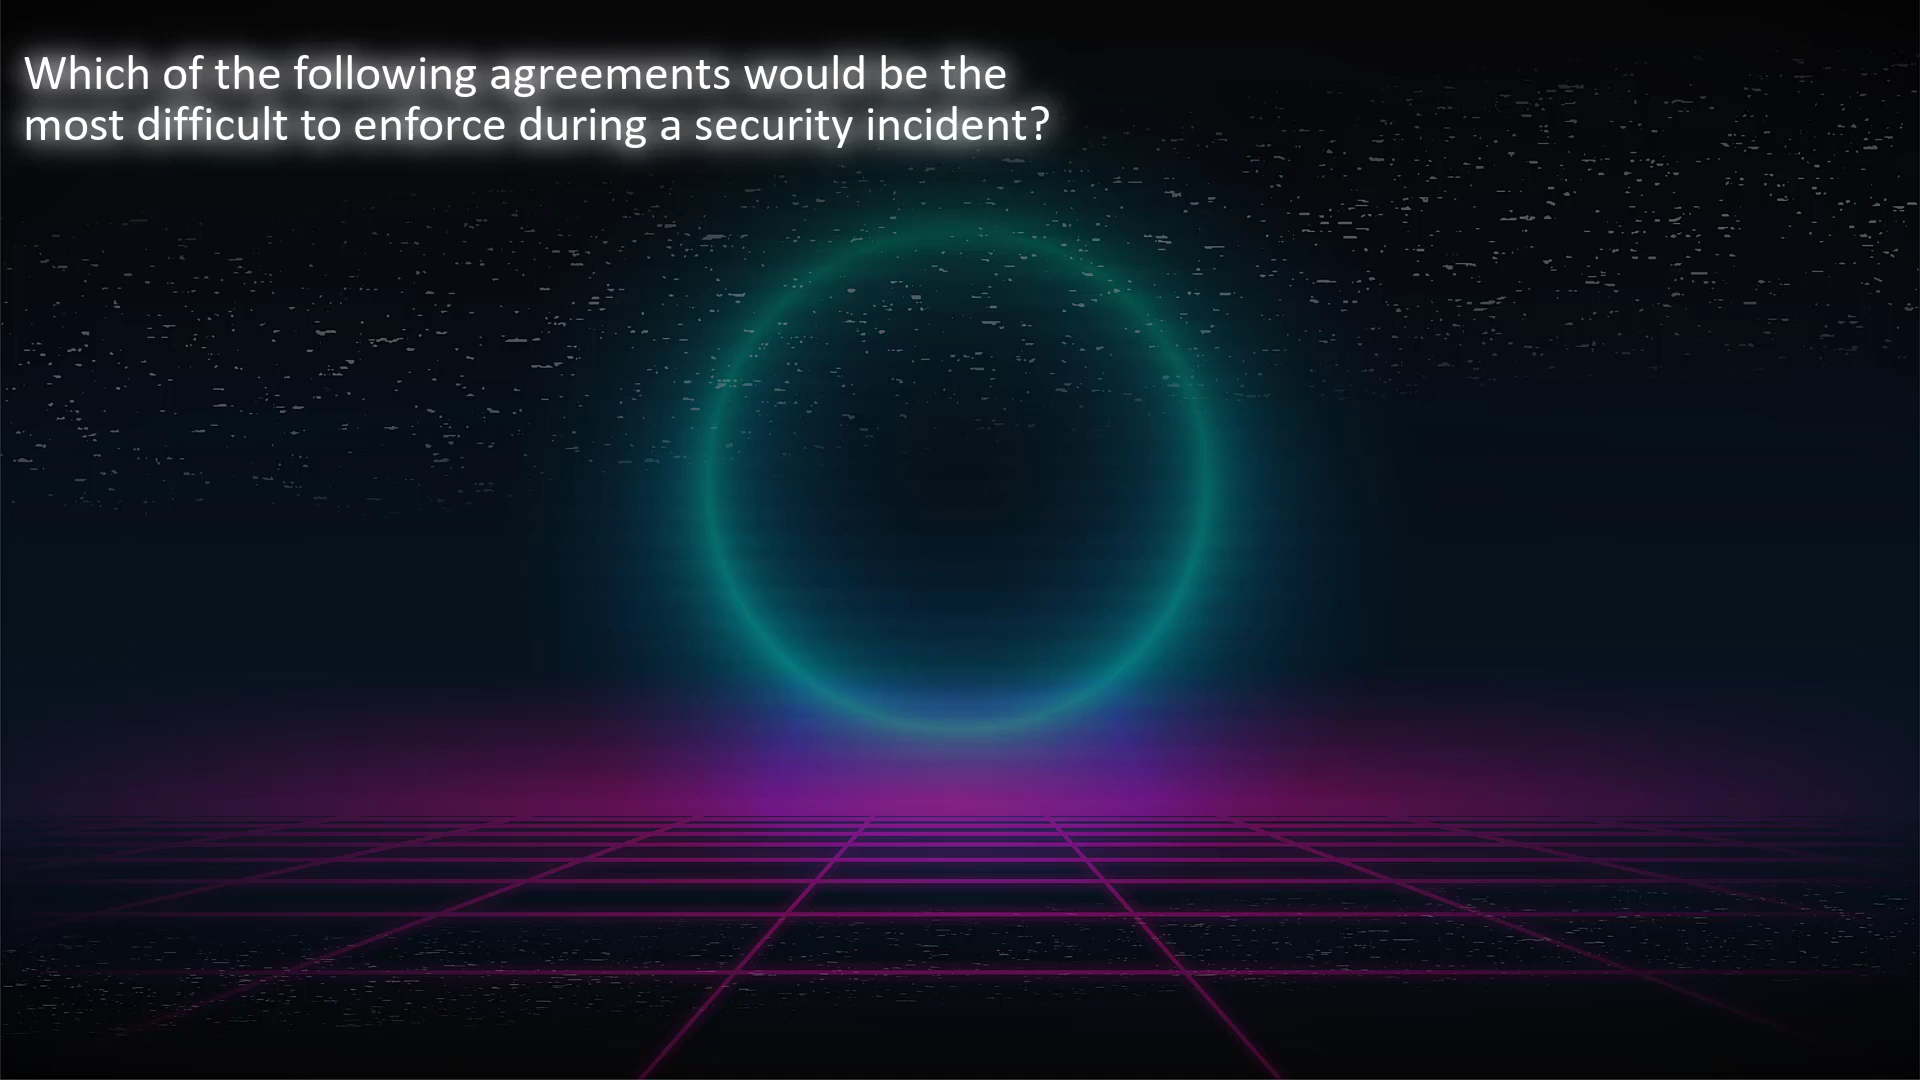 Which of the following agreements would be the
most difficult to enforce during a security incident?